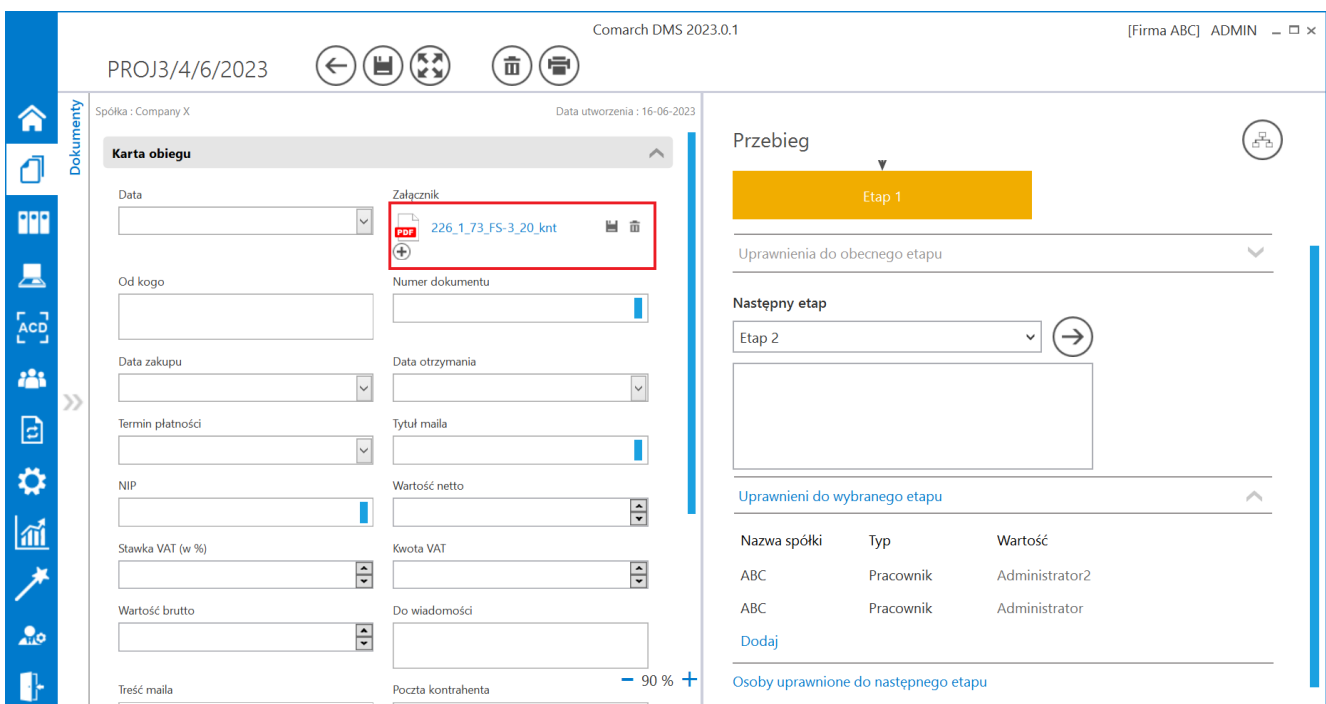 Comarch DMS 2023.0.1
[Firma ABC] ADMIN
PROJ3/4/6/2023
Dokumenty
ACD
Spółka : Company X
Data utworzenia : 16-06-2023
Karta obiegu
Data
Załącznik
PDF
226_1_73_FS-3_20_knt
Od kogo
Numer dokumentu
Data zakupu
Data otrzymania
Termin płatności
Tytuł maila
NIP
Wartość netto
Stawka VAT (w %)
Kwota VAT
Wartość brutto
Do wiadomości
Treść maila
Poczta kontrahenta
90 %
Przebieg
Etap 1
Uprawnienia do obecnego etapu
Następny etap
Etap 2
Uprawnieni do wybranego etapu
Nazwa spółki Typ Wartość
ABC Pracownik Administrator2
ABC Pracownik Administrator
Dodaj
Osoby uprawnione do następnego etapu